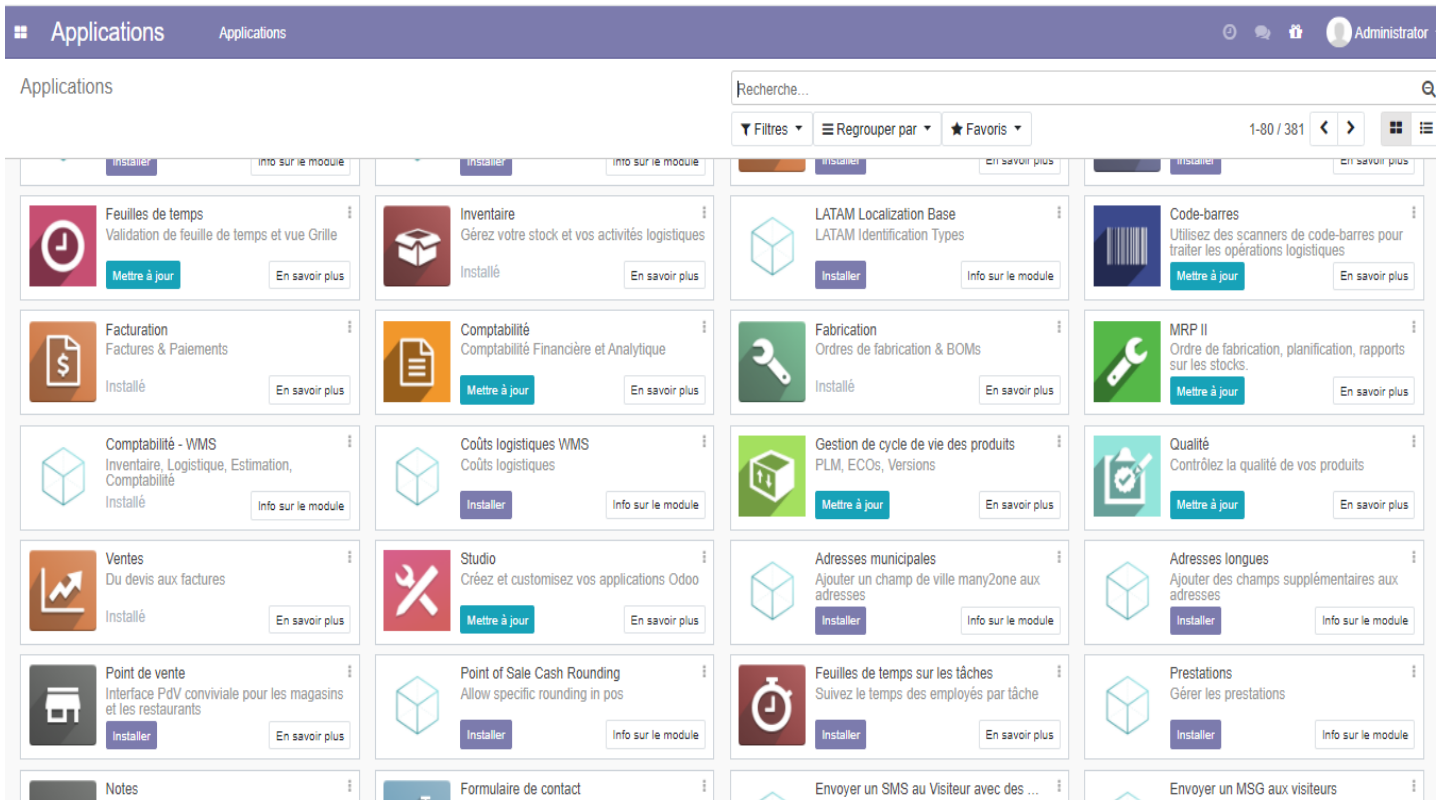 Applications
Applications
Administrator
Applications
Recherche...
Filtres
Regrouper par
Favoris
1-80 / 381
Installer
Info sur le module
Installer
Info sur le module
Installer
En savoir plus
Installer
En savoir plus
Feuilles de temps
Validation de feuille de temps et vue Grille
Mettre à jour
En savoir plus
Inventaire
Gérez votre stock et vos activités logistiques
Installé
En savoir plus
LATAM Localization Base
LATAM Identification Types
Installer
Info sur le module
Code-barres
Utilisez des scanners de code-barres pour
traiter les opérations logistiques
Mettre à jour
En savoir plus
Facturation
Factures & Paiements
Installé
En savoir plus
Comptabilité
Comptabilité Financière et Analytique
Mettre à jour
En savoir plus
Fabrication
Ordres de fabrication & BOMs
Installé
En savoir plus
MRP II
Ordre de fabrication, planification, rapports
sur les stocks.
Mettre à jour
En savoir plus
Comptabilité - WMS
Inventaire, Logistique, Estimation,
Comptabilité
Installé
Info sur le module
Coûts logistiques WMS
Coûts logistiques
Installer
Info sur le module
Gestion de cycle de vie des produits
PLM, ECOs, Versions
Mettre à jour
En savoir plus
Qualité
Contrôlez la qualité de vos produits
Mettre à jour
En savoir plus
Ventes
Du devis aux factures
Installé
En savoir plus
Studio
Créez et customisez vos applications Odoo
Mettre à jour
En savoir plus
Adresses municipales
Ajouter un champ de ville many2one aux
adresses
Installer
Info sur le module
Adresses longues
Ajouter des champs supplémentaires aux
adresses
Installer
Info sur le module
Point de vente
Interface PdV conviviale pour les magasins
et les restaurants
Installer
En savoir plus
Point of Sale Cash Rounding
Allow specific rounding in pos
Installer
Info sur le module
Feuilles de temps sur les tâches
Suivez le temps des employés par tâche
Installer
En savoir plus
Prestations
Gérer les prestations
Installer
Info sur le module
Notes
Formulaire de contact
Envoyer un SMS au Visiteur avec des ...
Envoyer un MSG aux visiteurs